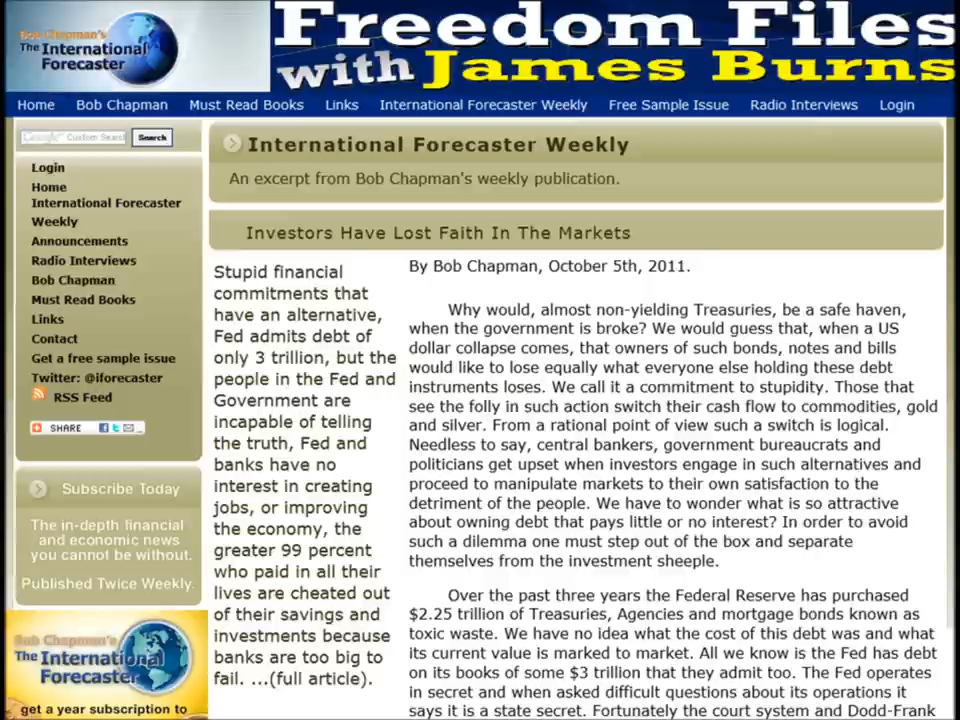 Bob Chapman's
The International
Forecaster
Freedom Files
with James Burns
Home Bob Chapman Must Read Books Links International Forecaster Weekly Free Sample Issue Radio Interviews Login
Google Custom Search Search
Login
Home
International Forecaster
Weekly
Announcements
Radio Interviews
Bob Chapman
Must Read Books
Links
Contact
Get a free sample issue
Twitter: @iforecaster
RSS Feed
SHARE
Subscribe Today
The in-depth financial
and economic news
you cannot be without.
Published Twice Weekly.
Bob Chapman's
The International
Forecaster
get a year subscription to
International Forecaster Weekly
An excerpt from Bob Chapman's weekly publication.
Investors Have Lost Faith In The Markets
Stupid financial
commitments that
have an alternative,
Fed admits debt of
only 3 trillion, but the
people in the Fed and
Government are
incapable of telling
the truth, Fed and
banks have no
interest in creating
jobs, or improving
the economy, the
greater 99 percent
who paid in all their
lives are cheated out
of their savings and
investments because
banks are too big to
fail. ...(full article).
By Bob Chapman, October 5th, 2011.
Why would, almost non-yielding Treasuries, be a safe haven,
when the government is broke? We would guess that, when a US
dollar collapse comes, that owners of such bonds, notes and bills
would like to lose equally what everyone else holding these debt
instruments loses. We call it a commitment to stupidity. Those that
see the folly in such action switch their cash flow to commodities, gold
and silver. From a rational point of view such a switch is logical.
Needless to say, central bankers, government bureaucrats and
politicians get upset when investors engage in such alternatives and
proceed to manipulate markets to their own satisfaction to the
detriment of the people. We have to wonder what is so attractive
about owning debt that pays little or no interest? In order to avoid
such a dilemma one must step out of the box and separate
themselves from the investment sheeple.
Over the past three years the Federal Reserve has purchased
$2.25 trillion of Treasuries, Agencies and mortgage bonds known as
toxic waste. We have no idea what the cost of this debt was and what
its current value is marked to market. All we know is the Fed has debt
on its books of some $3 trillion that they admit too. The Fed operates
in secret and when asked difficult questions about its operations it
says it is a state secret. Fortunately the court system and Dodd-Frank